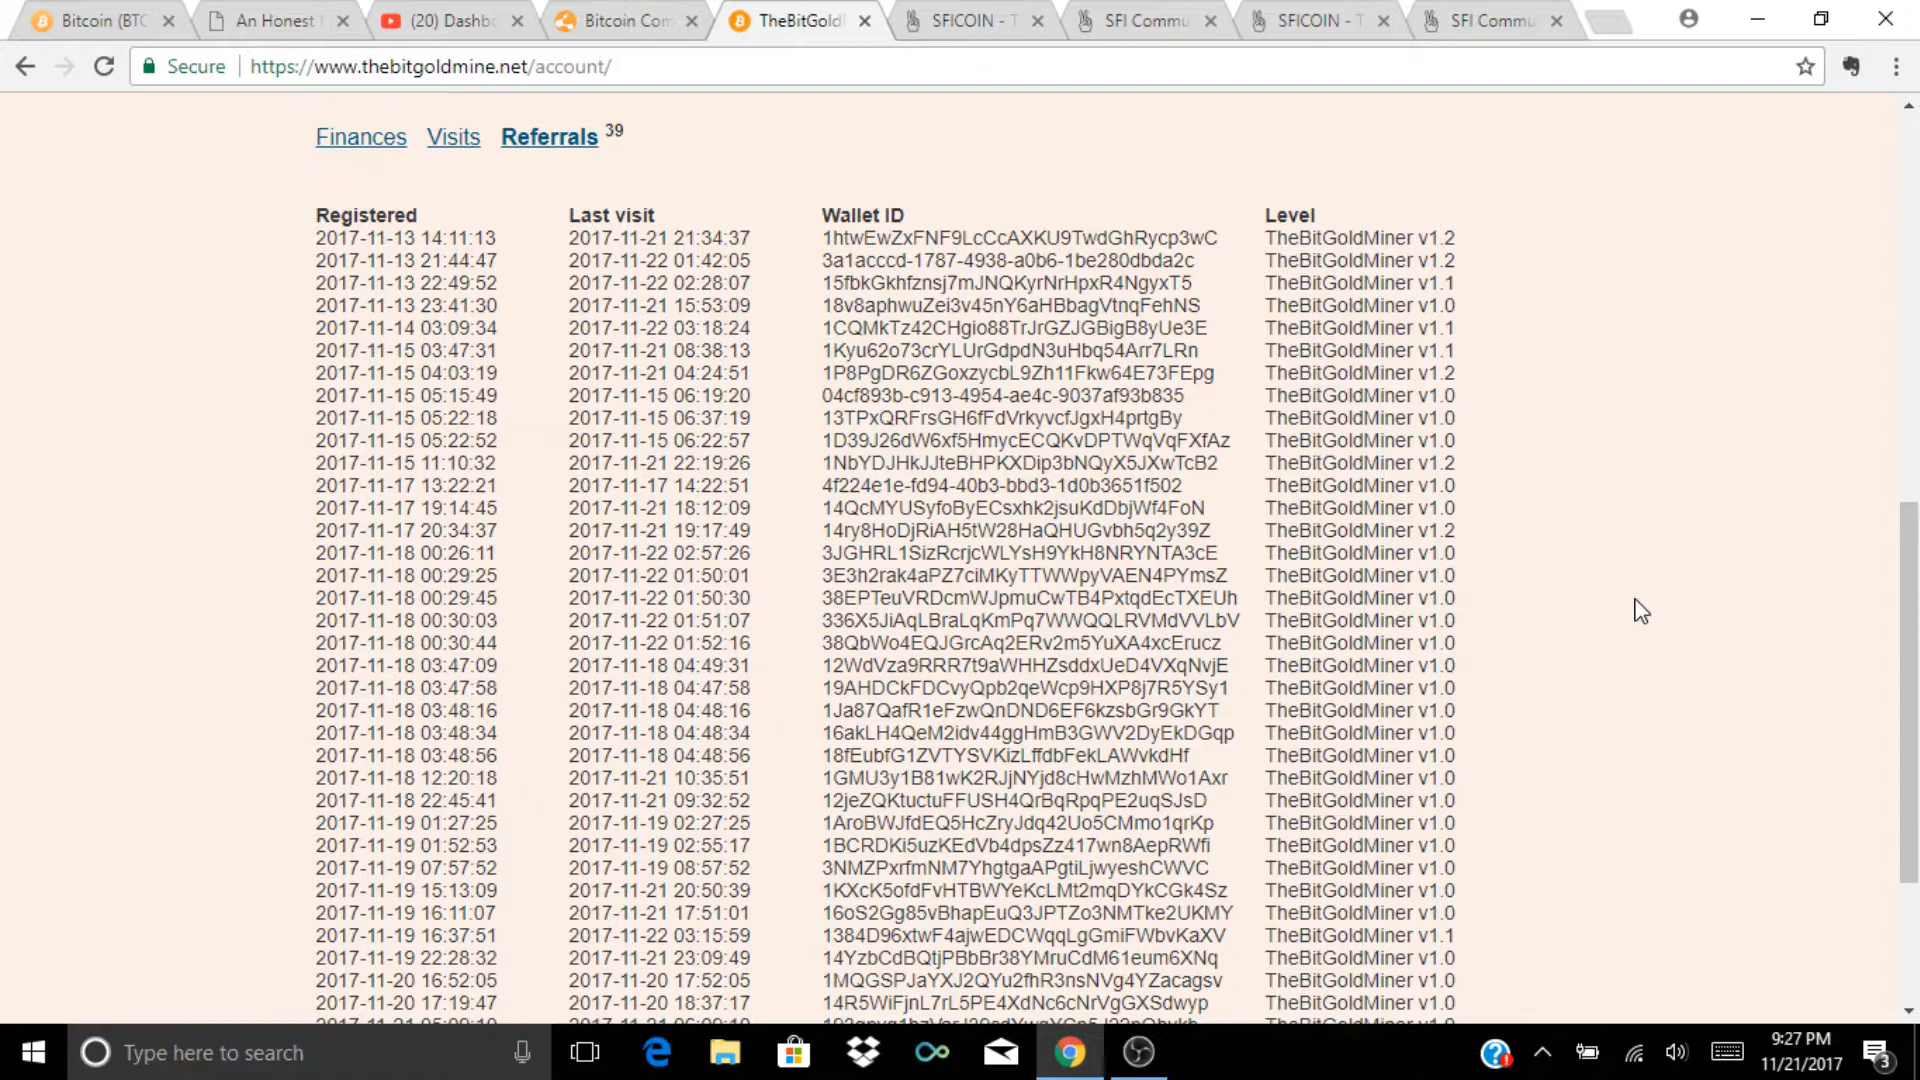 Bitcoin (BTC
An Honest
(20) Dashbo
Bitcoin Com
TheBitGoldM
SFICOIN - T
SFI Commu
SFICOIN - T
SFI Commu
Secure
https://www.thebitgoldmine.net/account/
Finances Visits Referrals 39
Registered Last visit Wallet ID Level
2017-11-13 14:11:13 2017-11-21 21:34:37 1htwEwZxFNF9LcCcAXKU9TwdGhRycp3wC TheBitGoldMiner v1.2
2017-11-13 21:44:47 2017-11-22 01:42:05 3a1acccd-1787-4938-a0b6-1be280dbda2c TheBitGoldMiner v1.2
2017-11-13 22:49:52 2017-11-22 02:28:07 15fbkGkhfznsj7mJNQKyrNrHpxR4NgyxT5 TheBitGoldMiner v1.1
2017-11-13 23:41:30 2017-11-21 15:53:09 18v8aphwuZei3v45nY6aHBbagVtnqFehNS TheBitGoldMiner v1.0
2017-11-14 03:09:34 2017-11-22 03:18:24 1CQMkTz42CHgio88TrJrGZJGBigB8yUe3E TheBitGoldMiner v1.1
2017-11-15 03:47:31 2017-11-21 08:38:13 1Kyu62o73crYLUrGdpdN3uHbq54Arr7LRn TheBitGoldMiner v1.1
2017-11-15 04:03:19 2017-11-21 04:24:51 1P8PgDR6ZGoxzycbL9Zh11Fkw64E73FEpg TheBitGoldMiner v1.2
2017-11-15 05:15:49 2017-11-15 06:19:20 04cf893b-c913-4954-ae4c-9037af93b835 TheBitGoldMiner v1.0
2017-11-15 05:22:18 2017-11-15 06:37:19 13TPxQRFrsGH6fFdVrkyvcfJgxH4prtgBy TheBitGoldMiner v1.0
2017-11-15 05:22:52 2017-11-15 06:22:57 1D39J26dW6xf5HmycECQKvDPTWqVqFXfAz TheBitGoldMiner v1.0
2017-11-15 11:10:32 2017-11-21 22:19:26 1NbYDJHkJJteBHPKXDip3bNQyX5JXwTcB2 TheBitGoldMiner v1.2
2017-11-17 13:22:21 2017-11-17 14:22:51 4f224e1e-fd94-40b3-bbd3-1d0b3651f502 TheBitGoldMiner v1.0
2017-11-17 19:14:45 2017-11-21 18:12:09 14QcMYUSyfoByECsxhk2jsuKdDbjWf4FoN TheBitGoldMiner v1.0
2017-11-17 20:34:37 2017-11-21 19:17:49 14ry8HoDjRiAH5tW28HaQHUGvbh5q2y39Z TheBitGoldMiner v1.2
2017-11-18 00:26:11 2017-11-22 02:57:26 3JGHRL1SizRcrjcWLYsH9YkH8NRYNTA3cE TheBitGoldMiner v1.0
2017-11-18 00:29:25 2017-11-22 01:50:01 3E3h2rak4aPZ7ciMKyTTWWpyVAEN4PYmsZ TheBitGoldMiner v1.0
2017-11-18 00:29:45 2017-11-22 01:50:30 38EPTeuVRDcmWJpmuCwTB4PxtqdEcTXEUh TheBitGoldMiner v1.0
2017-11-18 00:30:03 2017-11-22 01:51:07 336X5JiAqLBraLqKmPq7WWQQLRVMdVVLbV TheBitGoldMiner v1.0
2017-11-18 00:30:44 2017-11-22 01:52:16 38QbWo4EQJGrcAq2ERv2m5YuXA4xcErucz TheBitGoldMiner v1.0
2017-11-18 03:47:09 2017-11-18 04:49:31 12WdVza9RRR7t9aWHHZsddxUeD4VXqNvjE TheBitGoldMiner v1.0
2017-11-18 03:47:58 2017-11-18 04:47:58 19AHDCkFDCvyQpb2qeWcp9HXP8j7R5YSy1 TheBitGoldMiner v1.0
2017-11-18 03:48:16 2017-11-18 04:48:16 1Ja87QafR1eFzwQnDND6EF6kzsbGr9GkYT TheBitGoldMiner v1.0
2017-11-18 03:48:34 2017-11-18 04:48:34 16akLH4QeM2idv44ggHmB3GWV2DyEkDGqp TheBitGoldMiner v1.0
2017-11-18 03:48:56 2017-11-18 04:48:56 18fEubfG1ZVTYSVKizLffdbFekLAWvkdHf TheBitGoldMiner v1.0
2017-11-18 12:20:18 2017-11-21 10:35:51 1GMU3y1B81wK2RJjNYjd8cHwMzhMWo1Axr TheBitGoldMiner v1.0
2017-11-18 22:45:41 2017-11-21 09:32:52 12jeZQKtuctuFFUSH4QrBqRpqPE2uqSJsD TheBitGoldMiner v1.0
2017-11-19 01:27:25 2017-11-19 02:27:25 1AroBWJfdEQ5HcZryJdq42Uo5CMmo1qrKp TheBitGoldMiner v1.0
2017-11-19 01:52:53 2017-11-19 02:55:17 1BCRDKi5uzKEdVb4dpsZz417wn8AepRWfi TheBitGoldMiner v1.0
2017-11-19 07:57:52 2017-11-19 08:57:52 3NMZPxrfmNM7YhgtgaAPgtiLjwyeshCWVC TheBitGoldMiner v1.0
2017-11-19 15:13:09 2017-11-21 20:50:39 1KXcK5ofdFvHTBWYeKcLMt2mqDYkCGk4Sz TheBitGoldMiner v1.0
2017-11-19 16:11:07 2017-11-21 17:51:01 16oS2Gg85vBhapEuQ3JPTZo3NMTke2UKMY TheBitGoldMiner v1.0
2017-11-19 16:37:51 2017-11-22 03:15:59 1384D96xtwF4ajwEDCWqqLgGmiFWbvKaXV TheBitGoldMiner v1.1
2017-11-19 22:28:32 2017-11-21 23:09:49 14YzbCdBQtjPBbBr38YMruCdM61eum6XNq TheBitGoldMiner v1.0
2017-11-20 16:52:05 2017-11-20 17:52:05 1MQGSPJaYXJ2QYu2fhR3nsNVg4YZacagsv TheBitGoldMiner v1.0
2017-11-20 17:19:47 2017-11-20 18:37:17 14R5WiFjnL7rL5PE4XdNc6cNrVgGXSdwyp TheBitGoldMiner v1.0
Type here to search
9:27 PM
11/21/2017
3